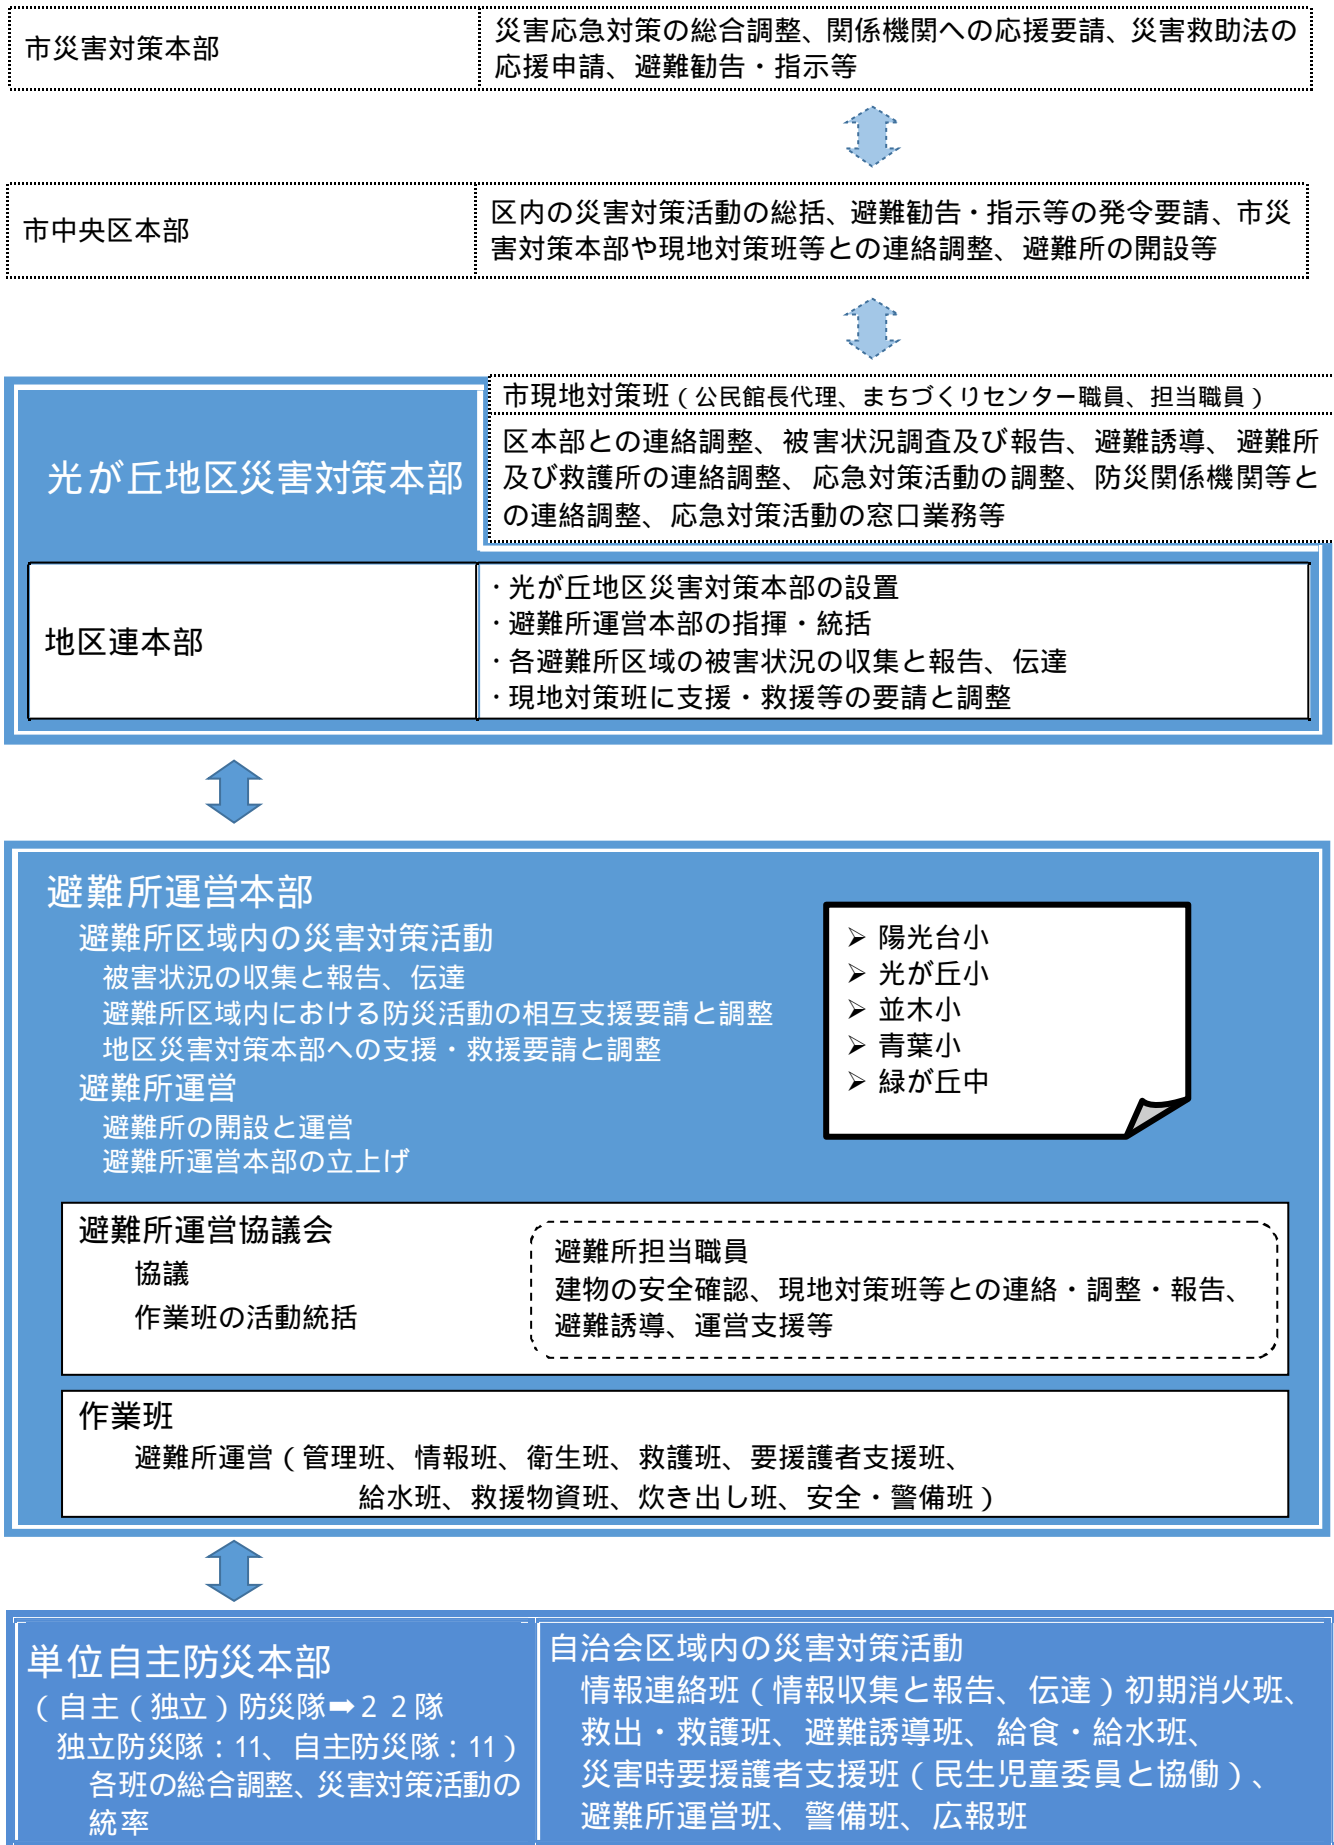 市災害対策本部
災害応急対策の総合調整、関係機関への応援要請、災害救助法の
応援申請、避難勧告・指示等
市中央区本部
区内の災害対策活動の総括、避難勧告・指示等の発令要請、市災
害対策本部や現地対策班等との連絡調整、避難所の開設等
光が丘地区災害対策本部
市現地対策班（公民館長代理、まちづくりセンター職員、担当職員）
区本部との連絡調整、被害状況調査及び報告、避難誘導、避難所
及び救護所の連絡調整、応急対策活動の調整、防災関係機関等と
の連絡調整、応急対策活動の窓口業務等
地区連本部
・光が丘地区災害対策本部の設置
・避難所運営本部の指揮・統括
・各避難所区域の被害状況の収集と報告、伝達
・現地対策班に支援・救援等の要請と調整
避難所運営本部
避難所区域内の災害対策活動
被害状況の収集と報告、伝達
避難所区域内における防災活動の相互支援要請と調整
地区災害対策本部への支援・救援要請と調整
避難所運営
避難所の開設と運営
避難所運営本部の立上げ
➢ 陽光台小
➢ 光が丘小
➢ 並木小
➢ 青葉小
➢ 緑が丘中
避難所運営協議会
協議
作業班の活動統括
避難所担当職員
建物の安全確認、現地対策班等との連絡・調整・報告、
避難誘導、運営支援等
作業班
避難所運営（管理班、情報班、衛生班、救護班、要援護者支援班、
給水班、救援物資班、炊き出し班、安全・警備班）
単位自主防災本部
（自主（独立）防災隊➡２２隊
独立防災隊：11、自主防災隊：11）
各班の総合調整、災害対策活動の
統率
自治会区域内の災害対策活動
情報連絡班（情報収集と報告、伝達）初期消火班、
救出・救護班、避難誘導班、給食・給水班、
災害時要援護者支援班（民生児童委員と協働）、
避難所運営班、警備班、広報班